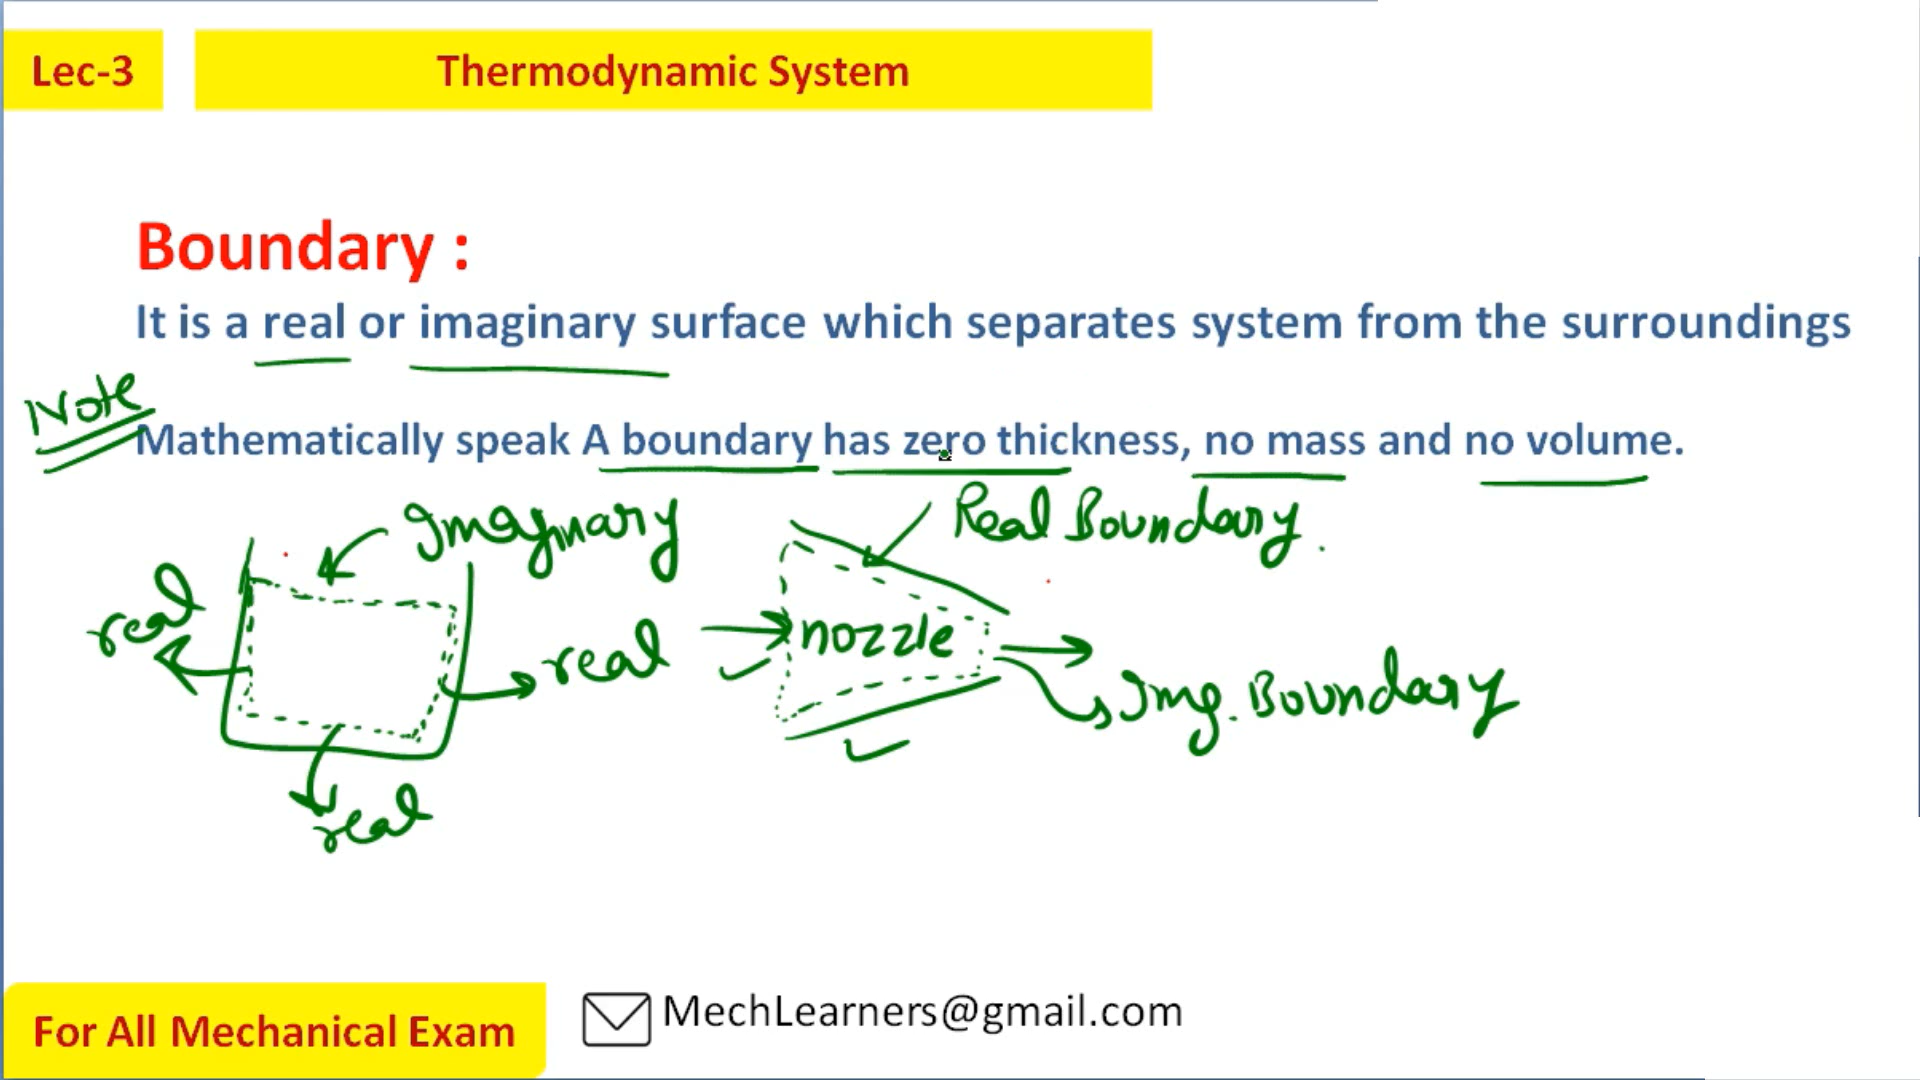 Lec-3
Thermodynamic System
Boundary :
It is a real or imaginary surface which separates system from the surroundings
Note
Mathematically speak A boundary has zero thickness, no mass and no volume.
Imaginary
Real Boundary.
real
real
nozzle
Img. Boundary
real
For All Mechanical Exam
MechLearners@gmail.com